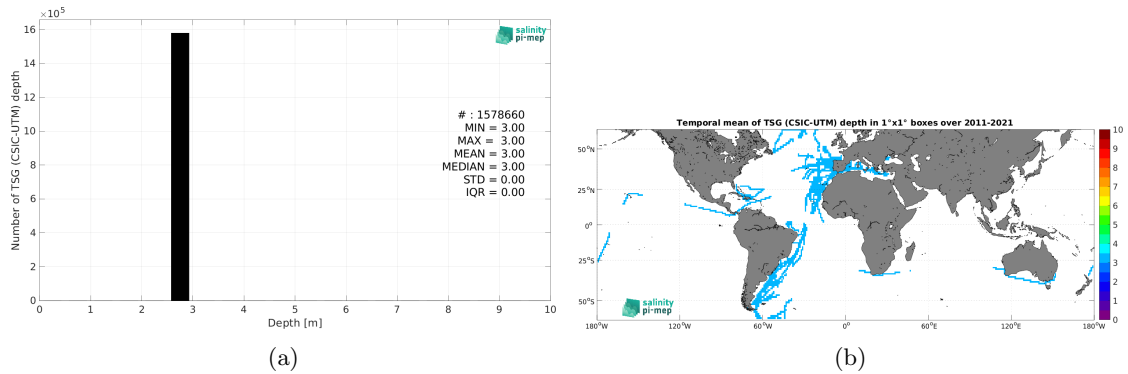 ×10⁵
16
14
12
10
8
6
4
2
0
Number of TSG (CSIC-UTM) depth
salinity
pi-mep
# : 1578660
MIN = 3.00
MAX = 3.00
MEAN = 3.00
MEDIAN = 3.00
STD = 0.00
IQR = 0.00
0 1 2 3 4 5 6 7 8 9 10
Depth [m]
(a)
Temporal mean of TSG (CSIC-UTM) depth in 1°x1° boxes over 2011-2021
50°N
25°N
0°
25°S
50°S
salinity
pi-mep
180°W 120°W 60°W 0° 60°E 120°E 180°W
10
9
8
7
6
5
4
3
2
1
0
(b)